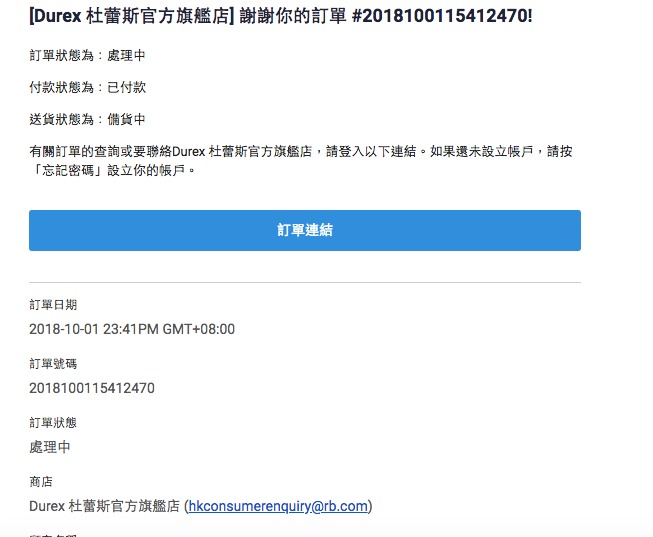 [Durex 杜蕾斯官方旗艦店] 謝謝你的訂單 #2018100115412470!
訂單狀態為：處理中
付款狀態為：已付款
送貨狀態為：備貨中
有關訂單的查詢或要聯絡Durex 杜蕾斯官方旗艦店，請登入以下連結。如果還未設立帳戶，請按
「忘記密碼」設立你的帳戶。
訂單連結
訂單日期
2018-10-01 23:41PM GMT+08:00
訂單號碼
2018100115412470
訂單狀態
處理中
商店
Durex 杜蕾斯官方旗艦店 (hkconsumerenquiry@rb.com)